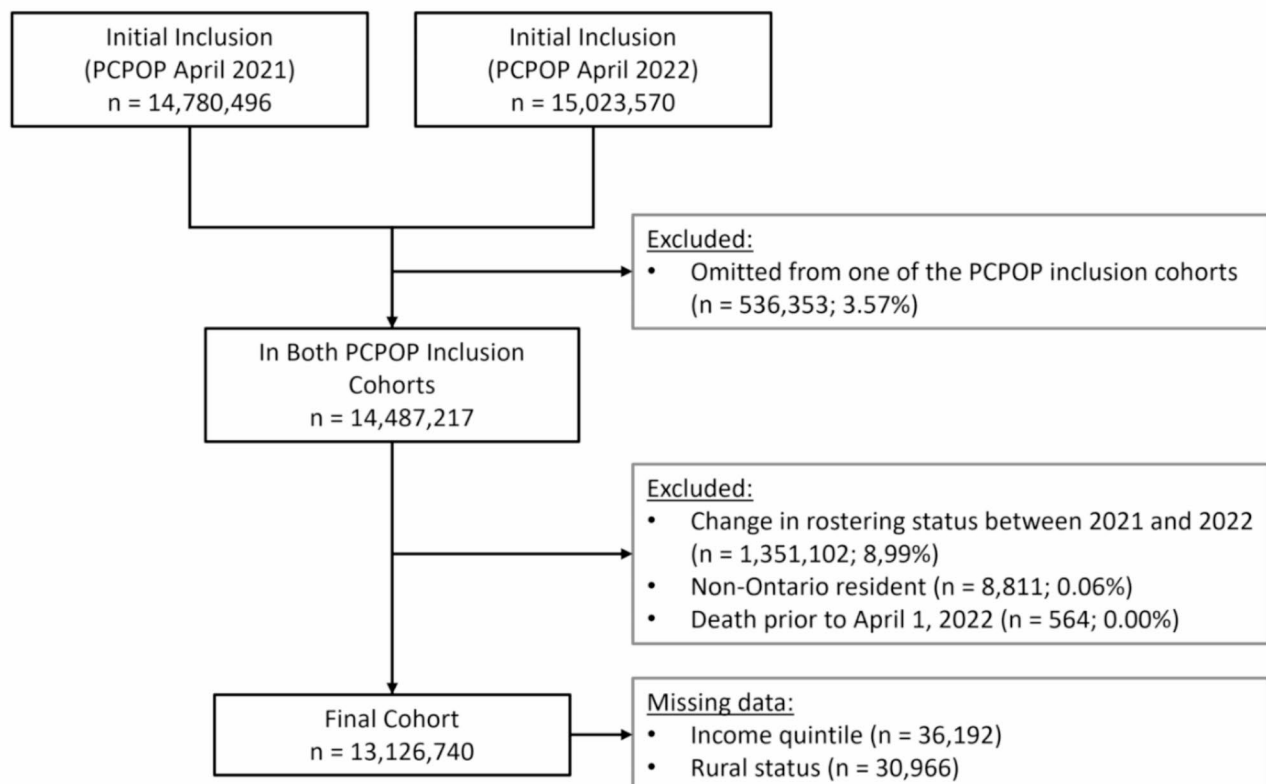 Initial Inclusion
(PCPOP April 2021)
n = 14,780,496
Initial Inclusion
(PCPOP April 2022)
n = 15,023,570
Excluded:
• Omitted from one of the PCPOP inclusion cohorts
(n = 536,353; 3.57%)
In Both PCPOP Inclusion
Cohorts
n = 14,487,217
Excluded:
• Change in rostering status between 2021 and 2022
(n = 1,351,102; 8,99%)
• Non-Ontario resident (n = 8,811; 0.06%)
• Death prior to April 1, 2022 (n = 564; 0.00%)
Final Cohort
n = 13,126,740
Missing data:
• Income quintile (n = 36,192)
• Rural status (n = 30,966)